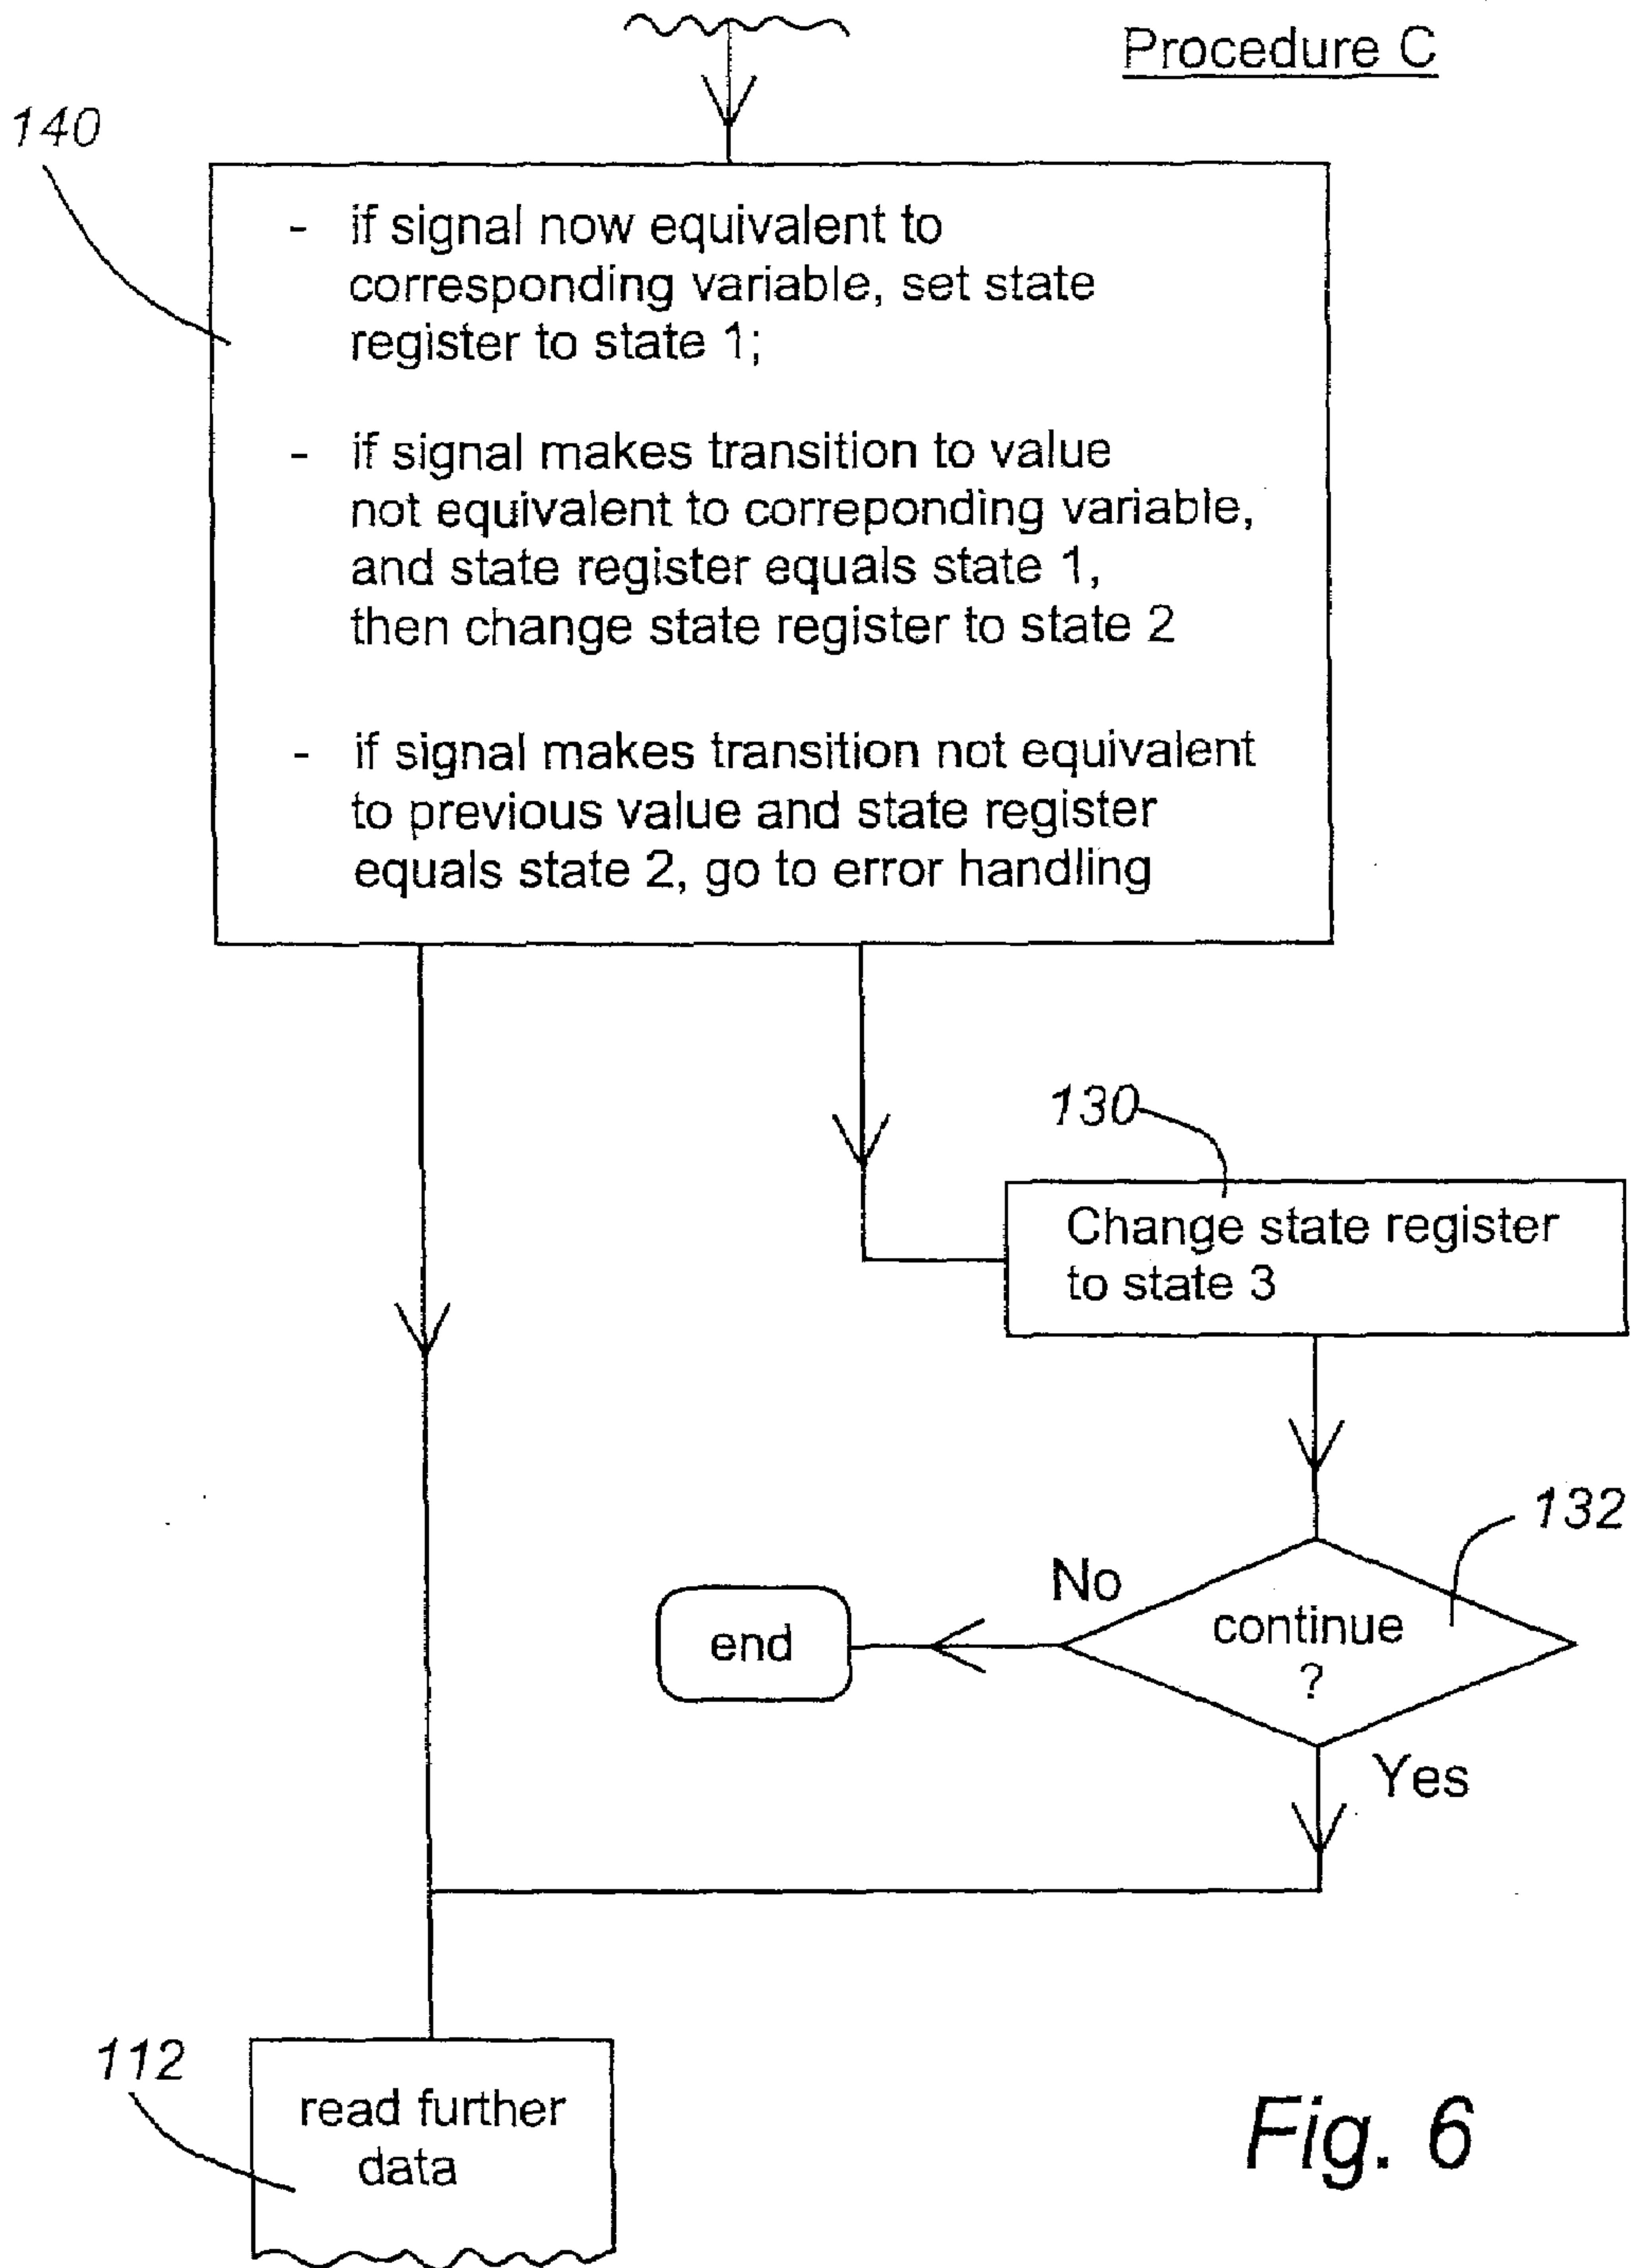 Procedure C
140
- if signal now equivalent to
corresponding variable, set state
register to state 1;
- if signal makes transition to value
not equivalent to correponding variable,
and state register equals state 1,
then change state register to state 2
- if signal makes transition not equivalent
to previous value and state register
equals state 2, go to error handling
130
Change state register
to state 3
132
No
end
continue
?
Yes
112
read further
data
Fig. 6